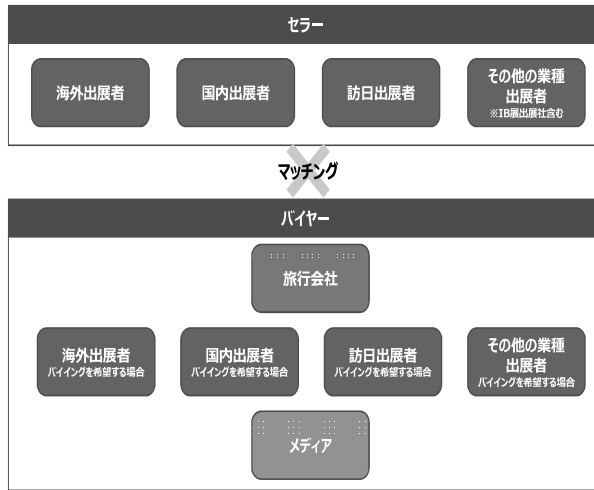 セラー
海外出展者
国内出展者
訪日出展者
その他の業種
出展者
※IB展出展社含む
マッチング
バイヤー
旅行会社
海外出展者
バイイングを希望する場合
国内出展者
バイイングを希望する場合
訪日出展者
バイイングを希望する場合
その他の業種
出展者
バイイングを希望する場合
メディア